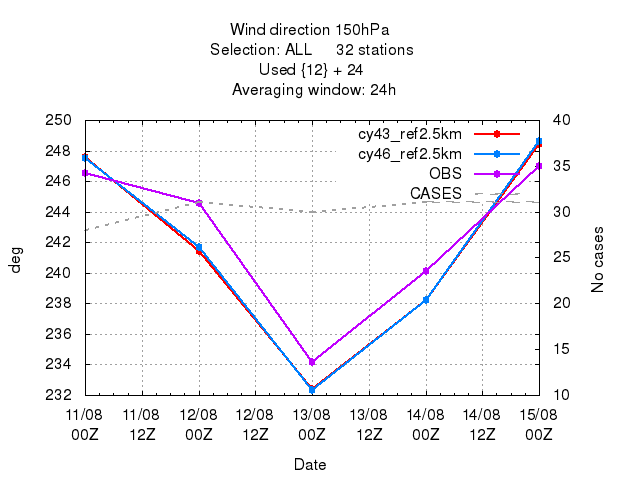 Wind direction 150hPa
Selection: ALL 32 stations
Used {12} + 24
Averaging window: 24h
cy43_ref2.5km
cy46_ref2.5km
OBS
CASES
deg
250
248
246
244
242
240
238
236
234
232
No cases
40
35
30
25
20
15
10
11/08 11/08 12/08 12/08 13/08 13/08 14/08 14/08 15/08
00Z 12Z 00Z 12Z 00Z 12Z 00Z 12Z 00Z
Date